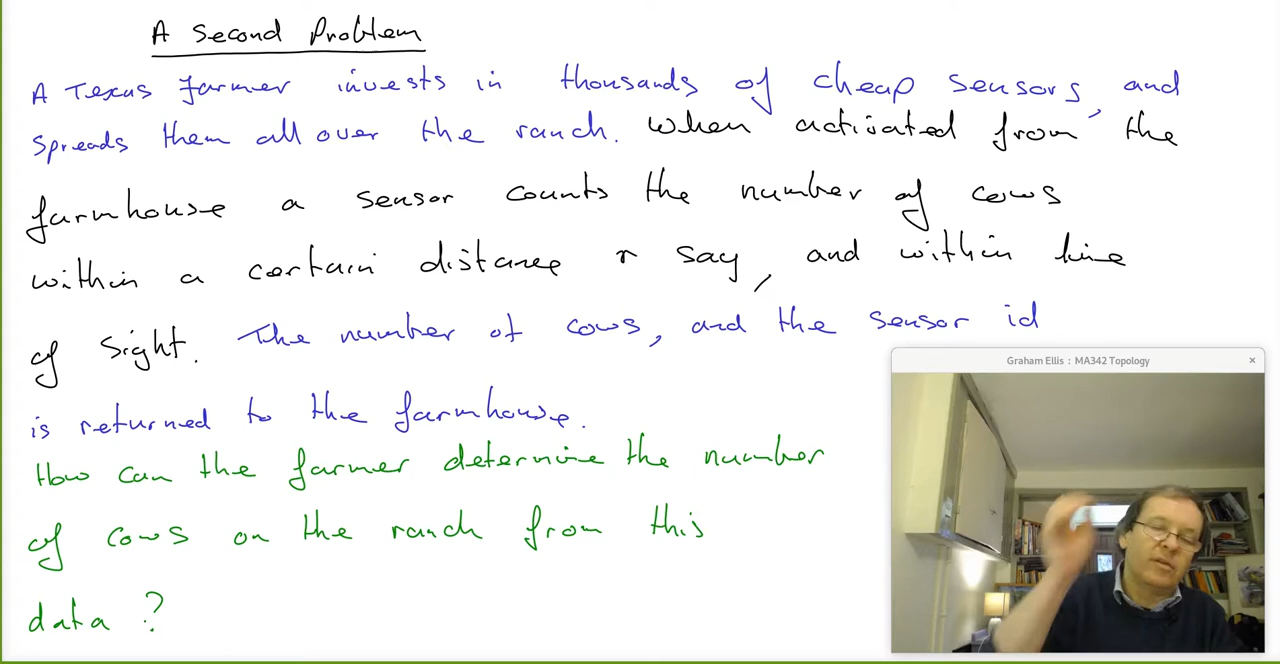 A Second Problem
A Texas farmer invests in thousands of cheap sensors, and
spreads them all over the ranch. When activated from the
farmhouse a sensor counts the number of cows
within a certain distance r say, and within line
of sight. The number of cows, and the sensor id
is returned to the farmhouse.
How can the farmer determine the number
of cows on the ranch from this
data?
Graham Ellis : MA342 Topology
×